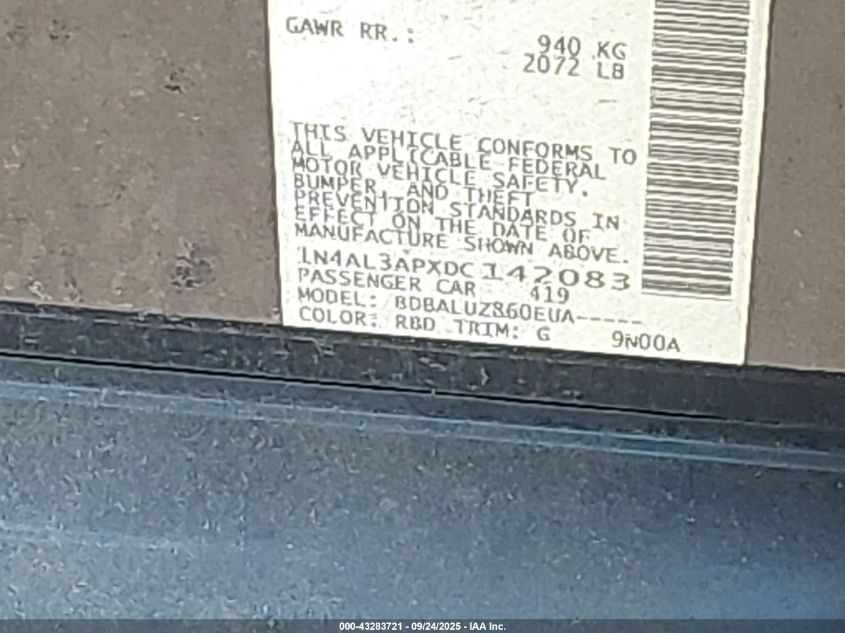 GAWR RR.:
940 KG
2072 LB
THIS VEHICLE CONFORMS TO
ALL APPLICABLE FEDERAL
MOTOR VEHICLE SAFETY,
BUMPER, AND THEFT
PREVENTION STANDARDS IN
EFFECT ON THE DATE OF
MANUFACTURE SHOWN ABOVE.
1N4AL3APXDC142083
PASSENGER CAR 419
MODEL: BDBALUZ860EUA-----
COLOR: RBD TRIM: G 9N00A
000-43283721 - 09/24/2025 - IAA Inc.